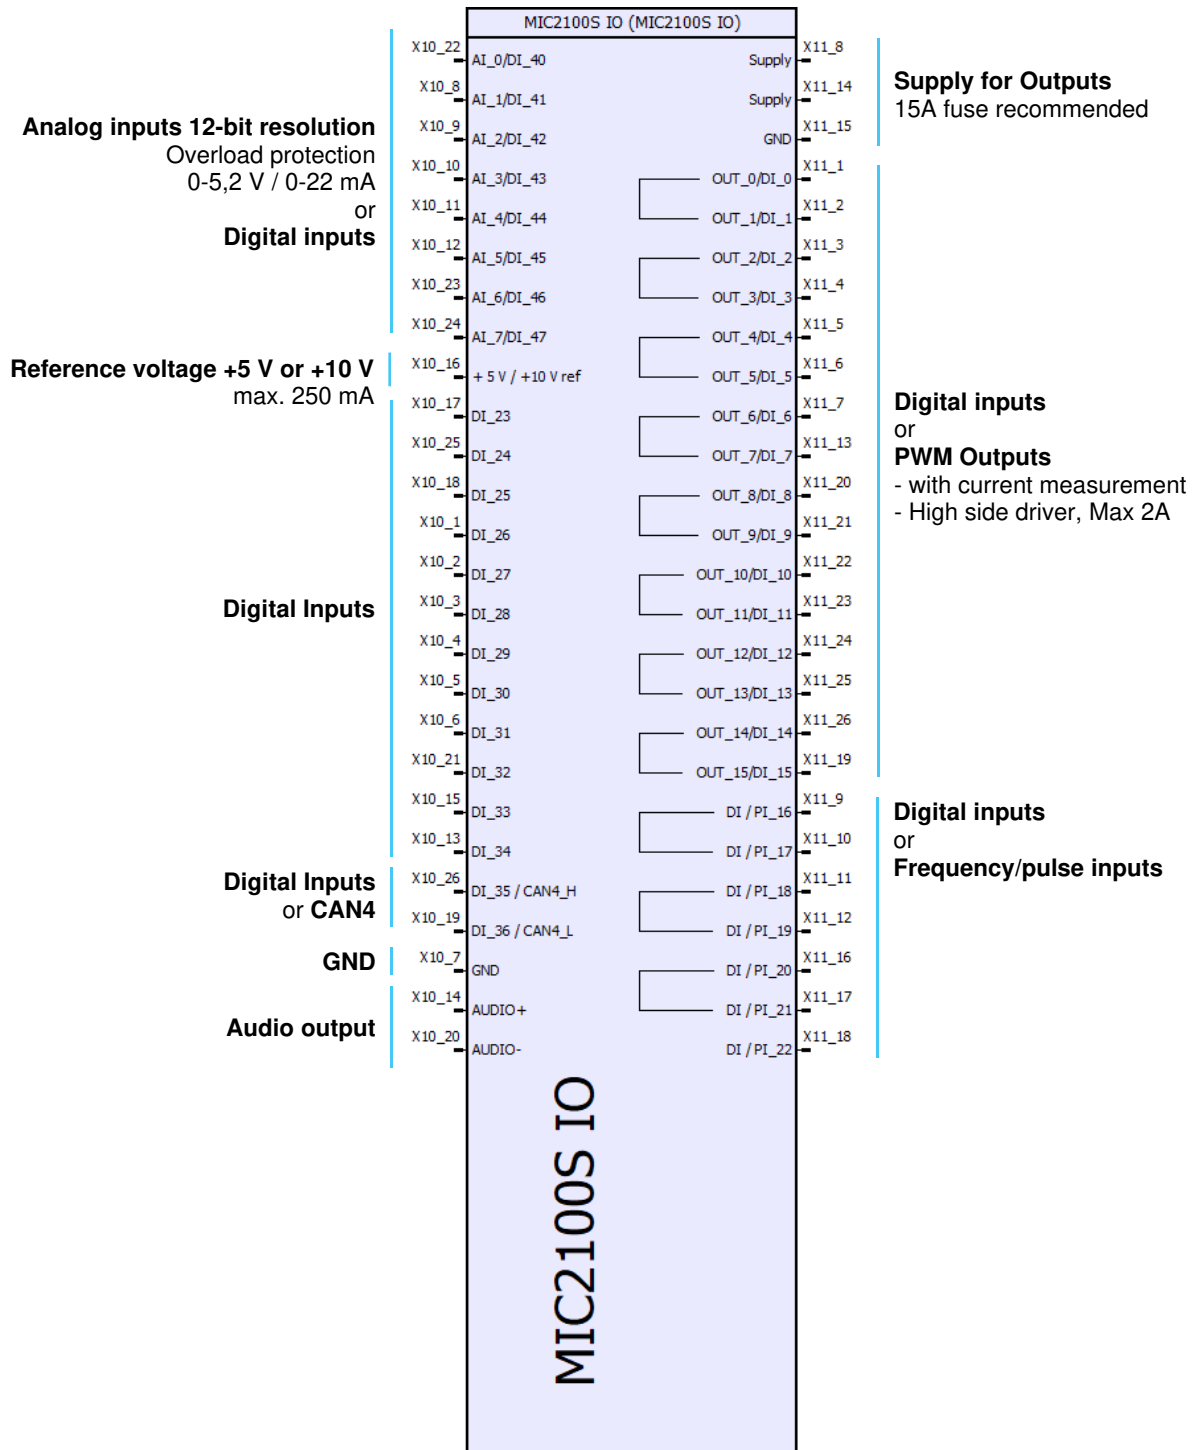 MIC2100S IO (MIC2100S IO)
Analog inputs 12-bit resolution
Overload protection
0-5,2 V / 0-22 mA
or
Digital inputs
Reference voltage +5 V or +10 V
max. 250 mA
Digital Inputs
Digital Inputs
or CAN4
GND
Audio output
X10_22 AI_0/DI_40
X10_8 AI_1/DI_41
X10_9 AI_2/DI_42
X10_10 AI_3/DI_43
X10_11 AI_4/DI_44
X10_12 AI_5/DI_45
X10_23 AI_6/DI_46
X10_24 AI_7/DI_47
X10_16 + 5 V / +10 V ref
X10_17 DI_23
X10_25 DI_24
X10_18 DI_25
X10_1 DI_26
X10_2 DI_27
X10_3 DI_28
X10_4 DI_29
X10_5 DI_30
X10_6 DI_31
X10_21 DI_32
X10_15 DI_33
X10_13 DI_34
X10_26 DI_35 / CAN4_H
X10_19 DI_36 / CAN4_L
X10_7 GND
X10_14 AUDIO+
X10_20 AUDIO-
Supply X11_8
Supply X11_14
GND X11_15
OUT_0/DI_0 X11_1
OUT_1/DI_1 X11_2
OUT_2/DI_2 X11_3
OUT_3/DI_3 X11_4
OUT_4/DI_4 X11_5
OUT_5/DI_5 X11_6
OUT_6/DI_6 X11_7
OUT_7/DI_7 X11_13
OUT_8/DI_8 X11_20
OUT_9/DI_9 X11_21
OUT_10/DI_10 X11_22
OUT_11/DI_11 X11_23
OUT_12/DI_12 X11_24
OUT_13/DI_13 X11_25
OUT_14/DI_14 X11_26
OUT_15/DI_15 X11_19
DI / PI_16 X11_9
DI / PI_17 X11_10
DI / PI_18 X11_11
DI / PI_19 X11_12
DI / PI_20 X11_16
DI / PI_21 X11_17
DI / PI_22 X11_18
Supply for Outputs
15A fuse recommended
Digital inputs
or
PWM Outputs
- with current measurement
- High side driver, Max 2A
Digital inputs
or
Frequency/pulse inputs
MIC2100S IO